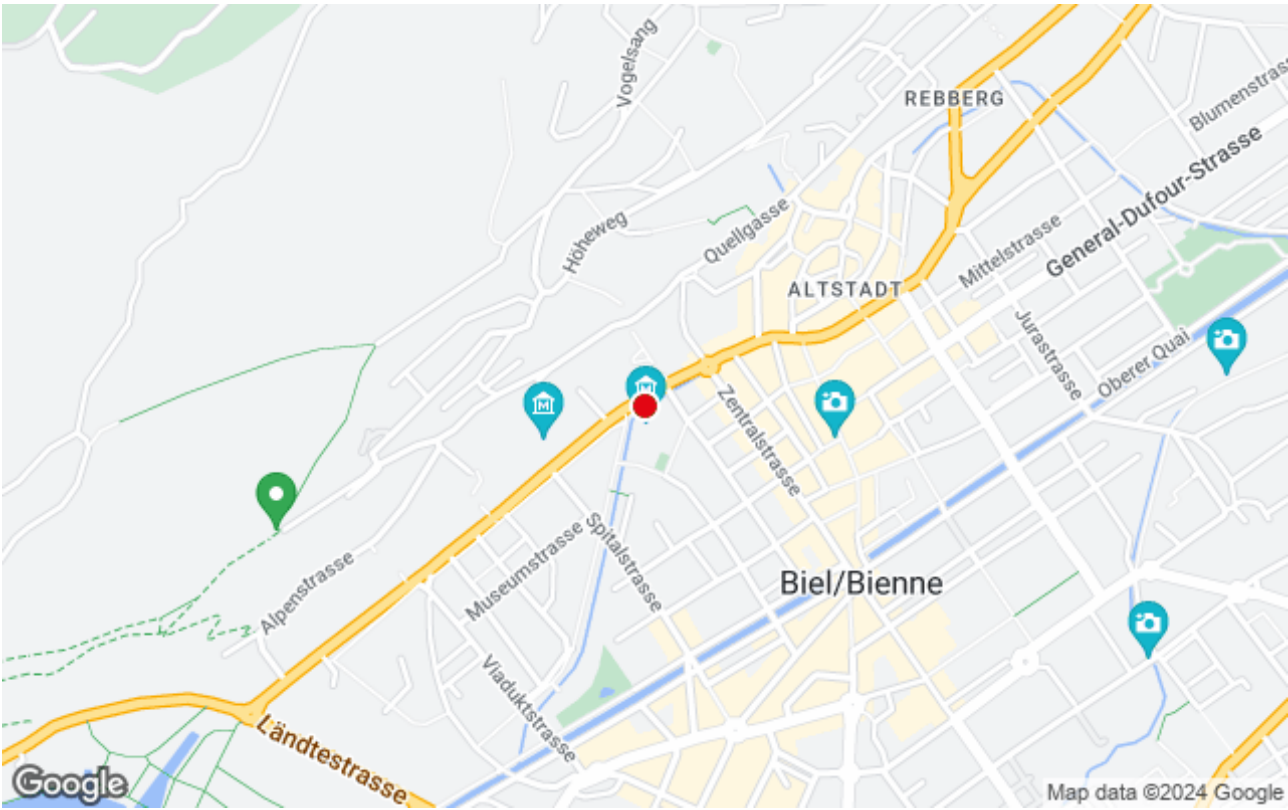 Vogelsang
REBBERG
Blumenstrass
General-Dufour-Strasse
Höheweg
Quellgasse
Mittelstrasse
ALTSTADT
Jurastrasse
Oberer Quai
M
M
Zentralstrasse
Spitalstrasse
Museumstrasse
Alpenstrasse
Biel/Bienne
Viaduktstrasse
Ländtestrasse
Google
Map data ©2024 Google